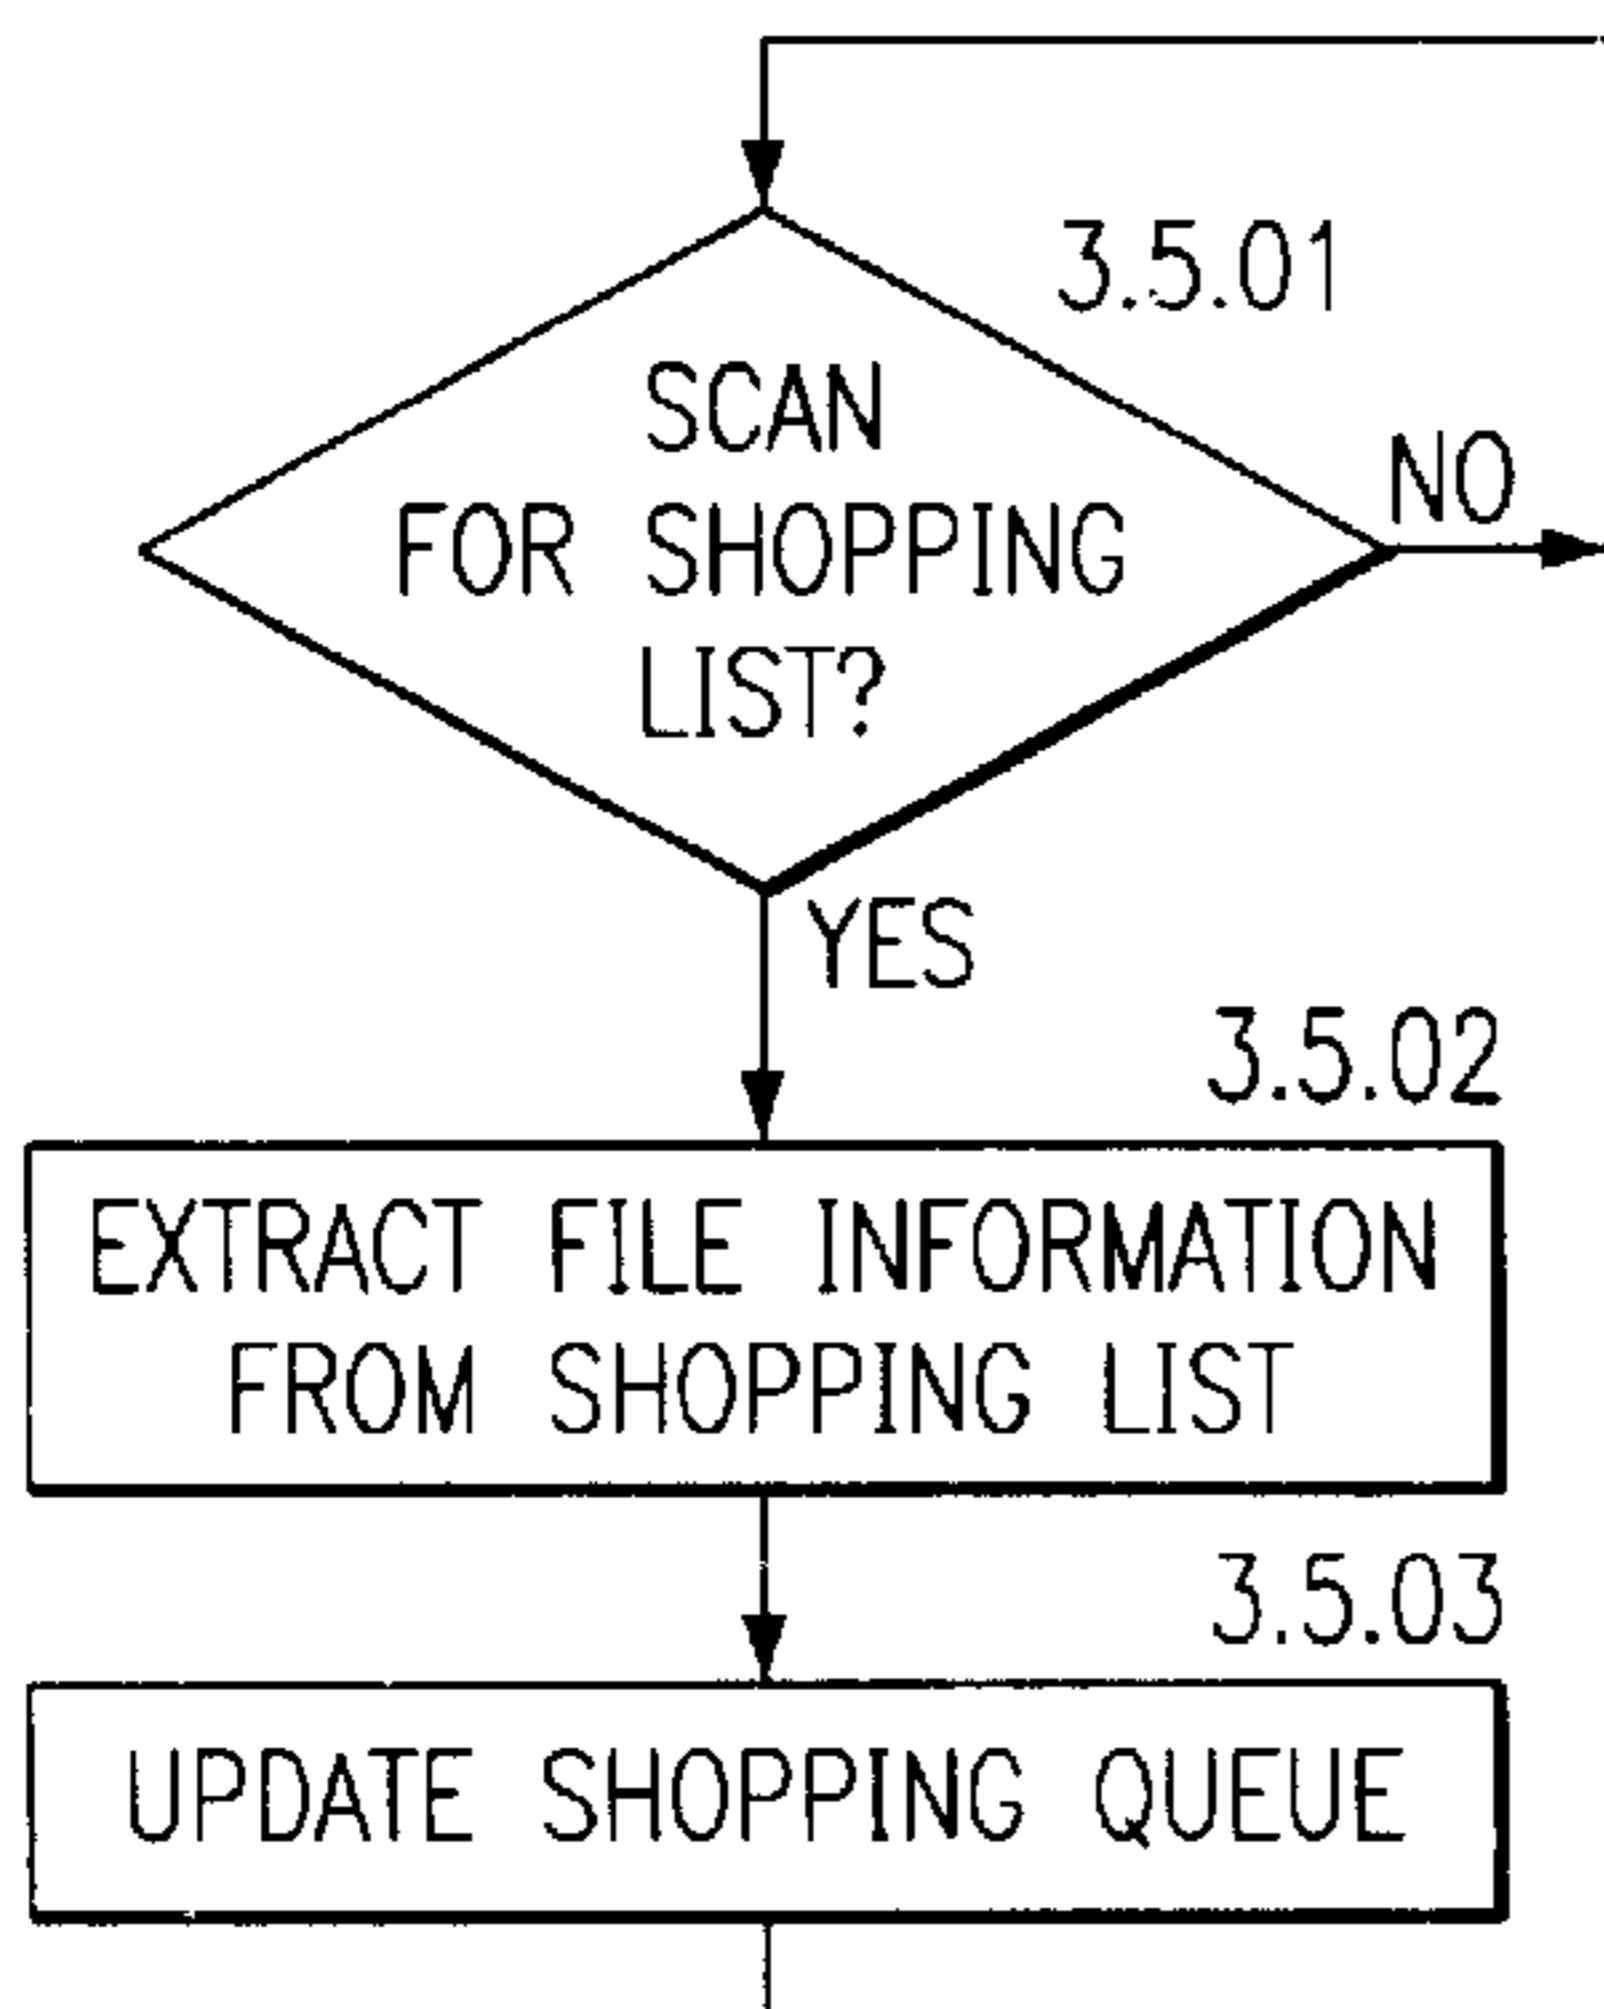 3.5.01
SCAN
FOR SHOPPING
LIST?
NO
YES
3.5.02
EXTRACT FILE INFORMATION
FROM SHOPPING LIST
3.5.03
UPDATE SHOPPING QUEUE